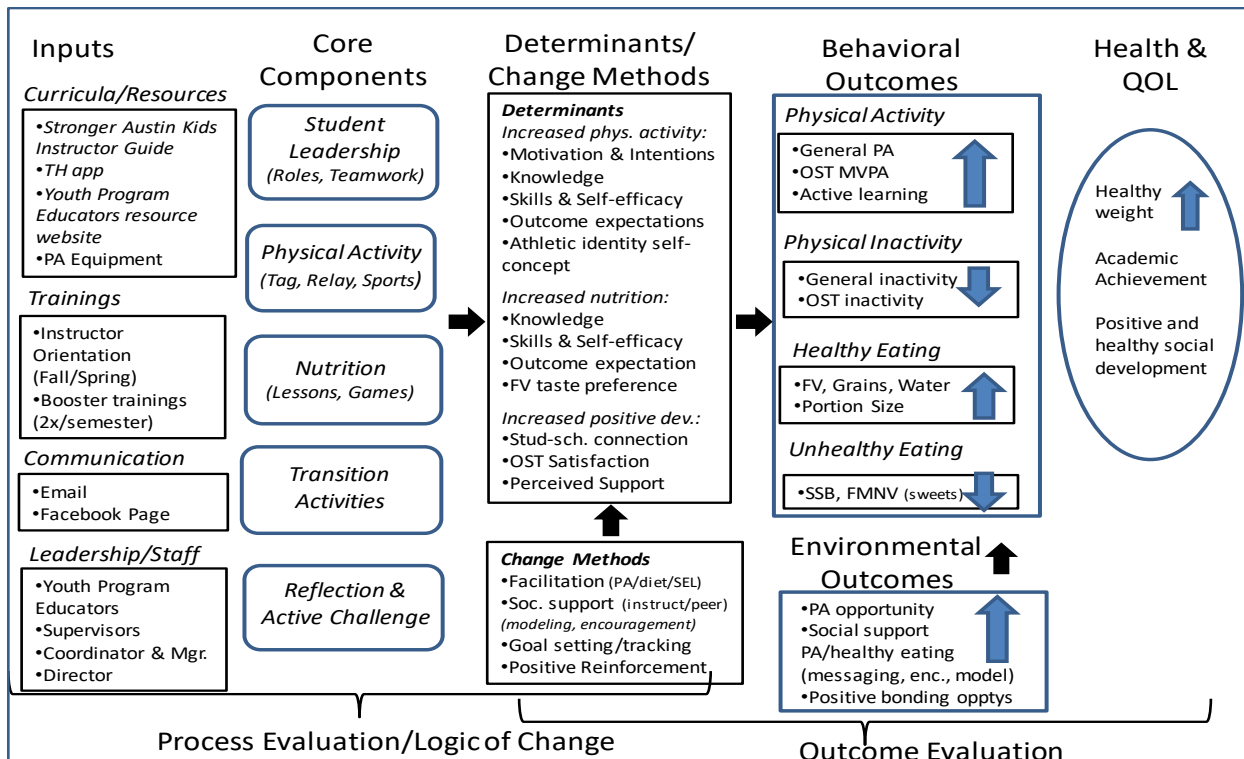 Inputs
Curricula/Resources
•Stronger Austin Kids
Instructor Guide
•TH app
•Youth Program
Educators resource
website
•PA Equipment
Trainings
•Instructor
Orientation
(Fall/Spring)
•Booster trainings
(2x/semester)
Communication
•Email
•Facebook Page
Leadership/Staff
•Youth Program
Educators
•Supervisors
•Coordinator & Mgr.
•Director
Core
Components
Student
Leadership
(Roles, Teamwork)
Physical Activity
(Tag, Relay, Sports)
Nutrition
(Lessons, Games)
Transition
Activities
Reflection &
Active Challenge
Determinants/
Change Methods
Determinants
Increased phys. activity:
•Motivation & Intentions
•Knowledge
•Skills & Self-efficacy
•Outcome expectations
•Athletic identity self-
concept
Increased nutrition:
•Knowledge
•Skills & Self-efficacy
•Outcome expectation
•FV taste preference
Increased positive dev.:
•Stud-sch. connection
•OST Satisfaction
•Perceived Support
Change Methods
•Facilitation (PA/diet/SEL)
•Soc. support (instruct/peer)
(modeling, encouragement)
•Goal setting/tracking
•Positive Reinforcement
Behavioral
Outcomes
Physical Activity
•General PA
•OST MVPA
•Active learning
Physical Inactivity
•General inactivity
•OST inactivity
Healthy Eating
•FV, Grains, Water
•Portion Size
Unhealthy Eating
•SSB, FMNV (sweets)
Environmental
Outcomes
•PA opportunity
•Social support
PA/healthy eating
(messaging, enc., model)
•Positive bonding opptys
Health &
QOL
Healthy
weight
Academic
Achievement
Positive and
healthy social
development
Process Evaluation/Logic of Change
Outcome Evaluation